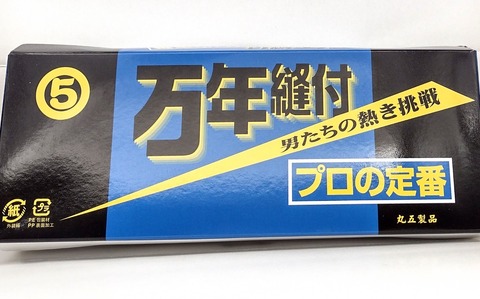 ⑤
万年縫付
男たちの熱き挑戦
プロの定番
紙
外装箱
プラ
PE 包装材
PP 表面加工
丸五製品